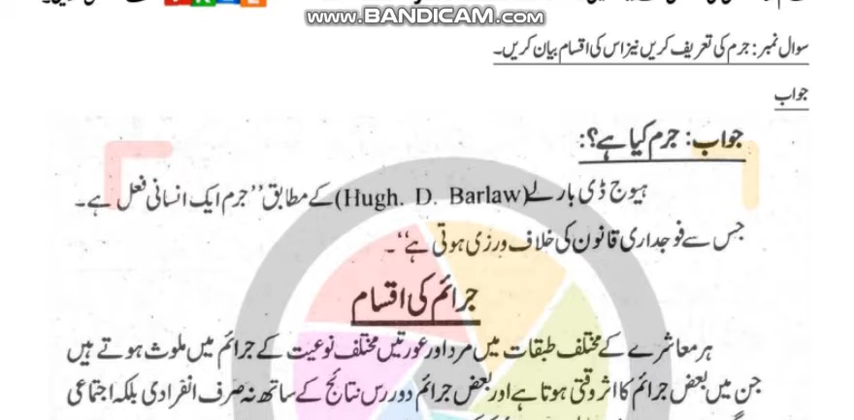 www.BANDICAM.com
سوال نمبر: جرم کی تعریف کریں نیز اس کی اقسام بیان کریں۔
جواب
جواب: جرم کیا ہے؟:
ہیوج ڈی بارلے (Hugh. D. Barlaw) کے مطابق ”جرم ایک انسانی فعل ہے۔
جس سے فوجداری قانون کی خلاف ورزی ہوتی ہے“۔
جرائم کی اقسام
ہر معاشرے کے مختلف طبقات میں مرد اور عورتیں مختلف نوعیت کے جرائم میں ملوث ہوتے ہیں
جن میں بعض جرائم کا اثر وقتی ہوتا ہے اور بعض جرائم دور رس نتائج کے ساتھ نہ صرف انفرادی بلکہ اجتماعی